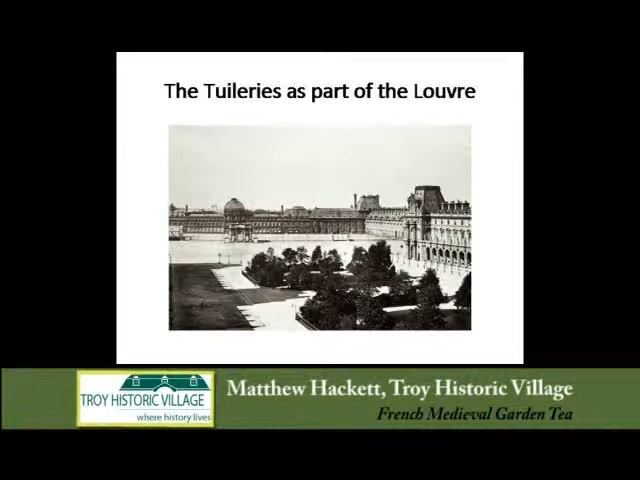 The Tuileries as part of the Louvre
TROY HISTORIC VILLAGE
where history lives
Matthew Hackett, Troy Historic Village
French Medieval Garden Tea